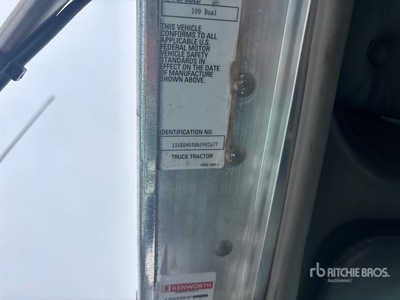 100 Dual
THIS VEHICLE
CONFORMS TO ALL
APPLICABLE U.S.
FEDERAL MOTOR
VEHICLE SAFETY
STANDARDS IN
EFFECT ON THE DATE
OF MANUFACTURE
SHOWN ABOVE.
IDENTIFICATION NO.
TRUCK TRACTOR
KENWORTH
rb RITCHIE BROS.
Auctioneers